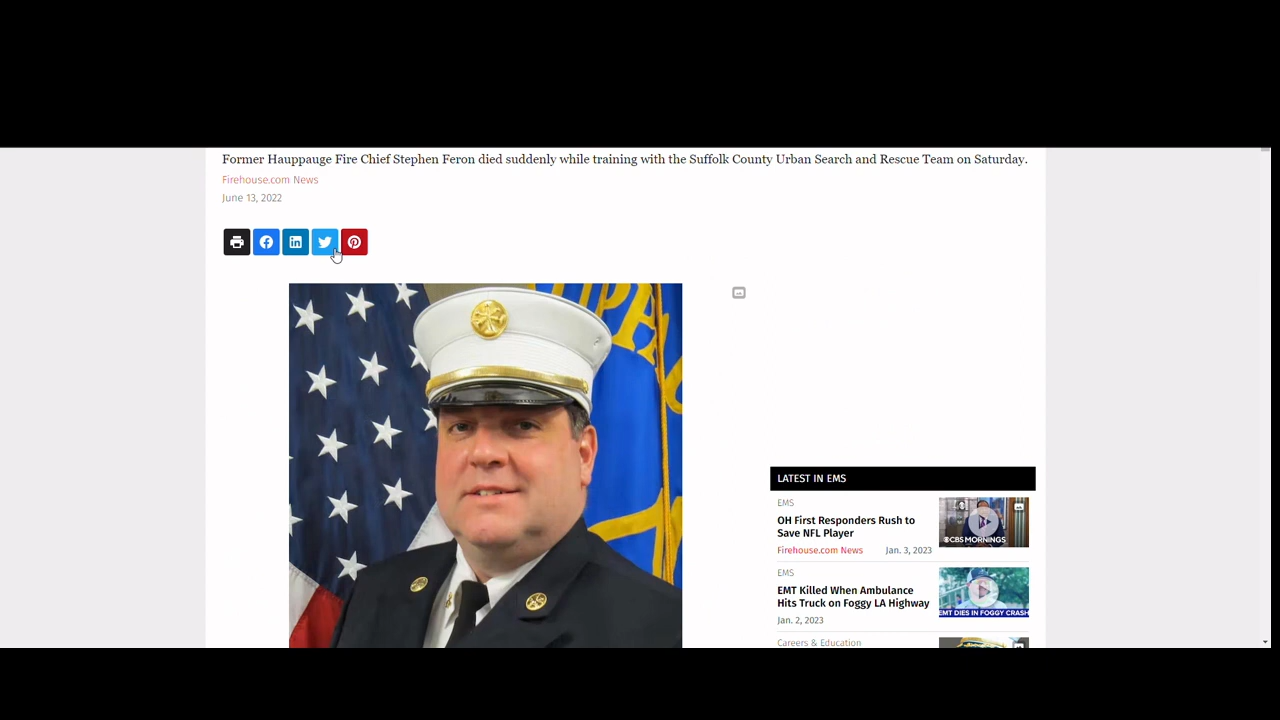 Former Hauppauge Fire Chief Stephen Feron died suddenly while training with the Suffolk County Urban Search and Rescue Team on Saturday.
Firehouse.com News
June 13, 2022
LATEST IN EMS
EMS
OH First Responders Rush to
Save NFL Player
Firehouse.com News Jan. 3, 2023
CBS MORNINGS
EMS
EMT Killed When Ambulance
Hits Truck on Foggy LA Highway
Jan. 2, 2023
EMT DIES IN FOGGY CRASH
Careers & Education